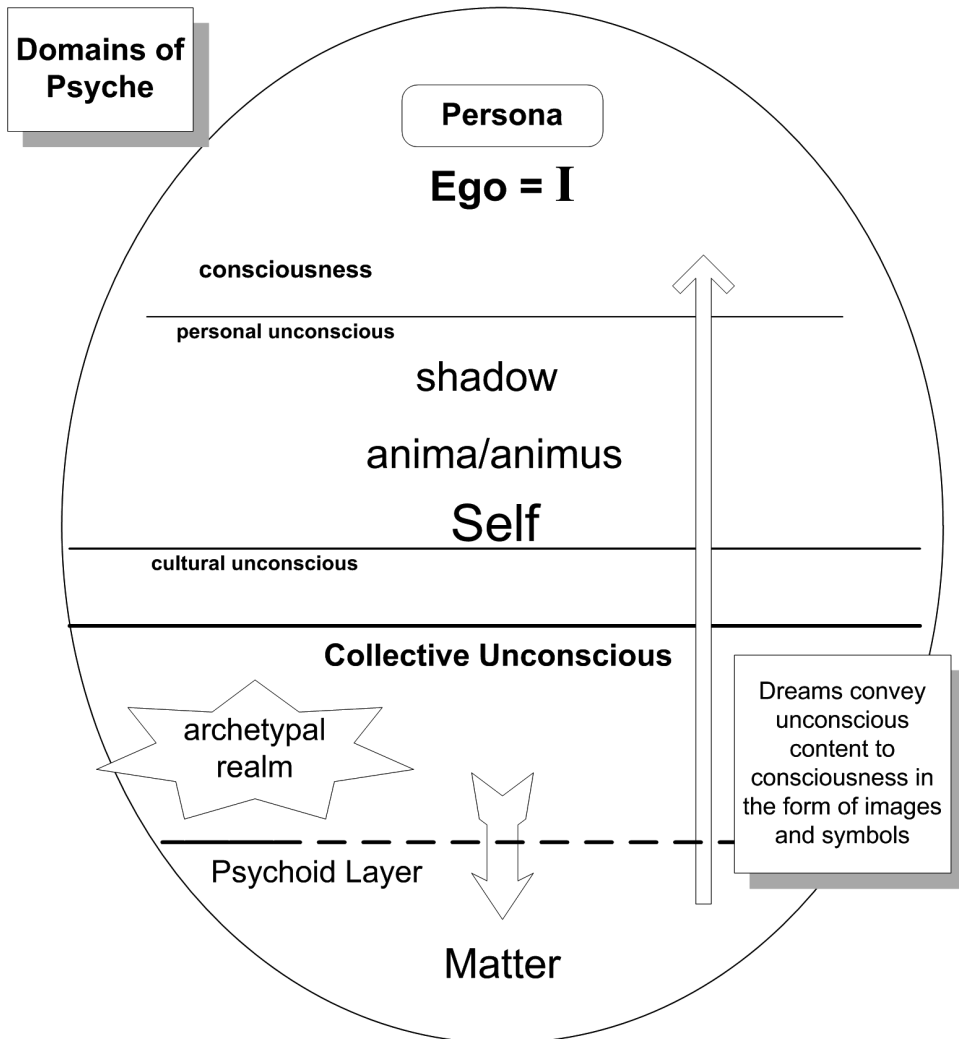 Domains of
Psyche
Persona
Ego = I
consciousness
personal unconscious
shadow
anima/animus
Self
cultural unconscious
Collective Unconscious
archetypal
realm
Dreams convey
unconscious
content to
consciousness in
the form of images
and symbols
Psychoid Layer
Matter